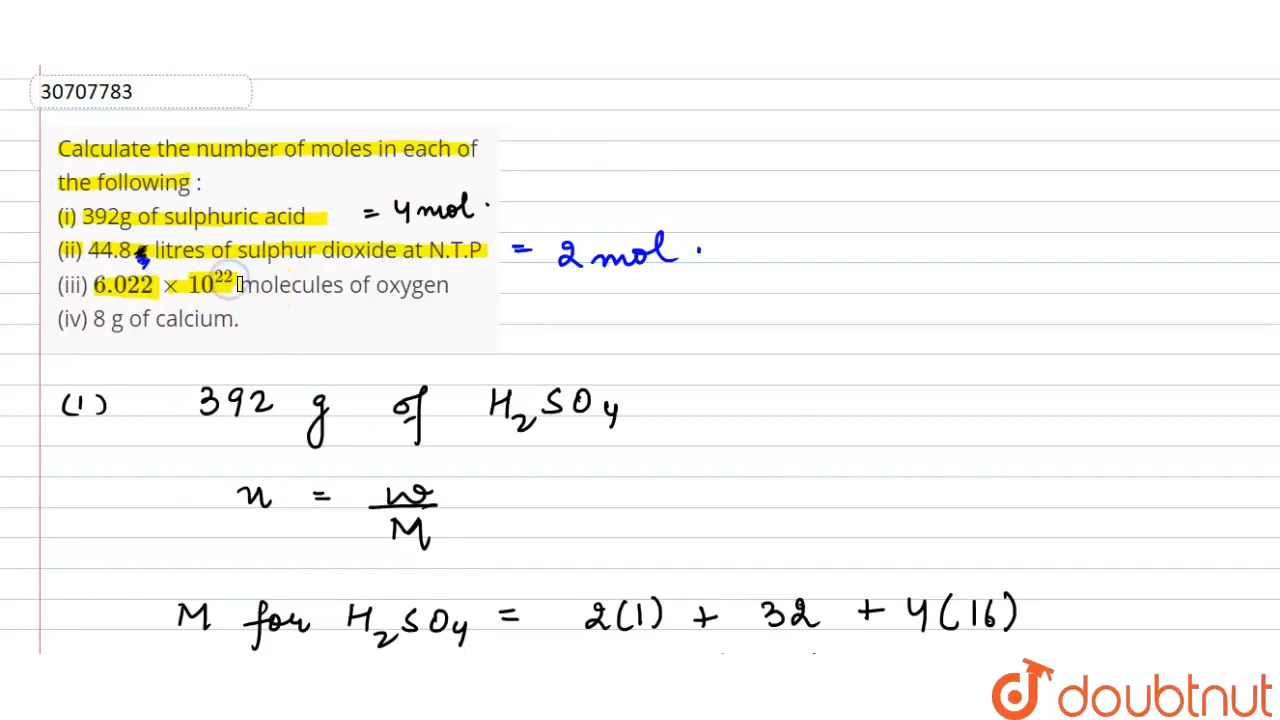 30707783
Calculate the number of moles in each of
the following :
(i) 392g of sulphuric acid = 4 mol.
(ii) 44.8 litres of sulphur dioxide at N.T.P = 2 mol.
(iii) 6.022 × 10²² molecules of oxygen
(iv) 8 g of calcium.
(1) 392 g of H₂SO₄
n = w/M
M for H₂SO₄ = 2(1) + 32 + 4(16)
doubtnut